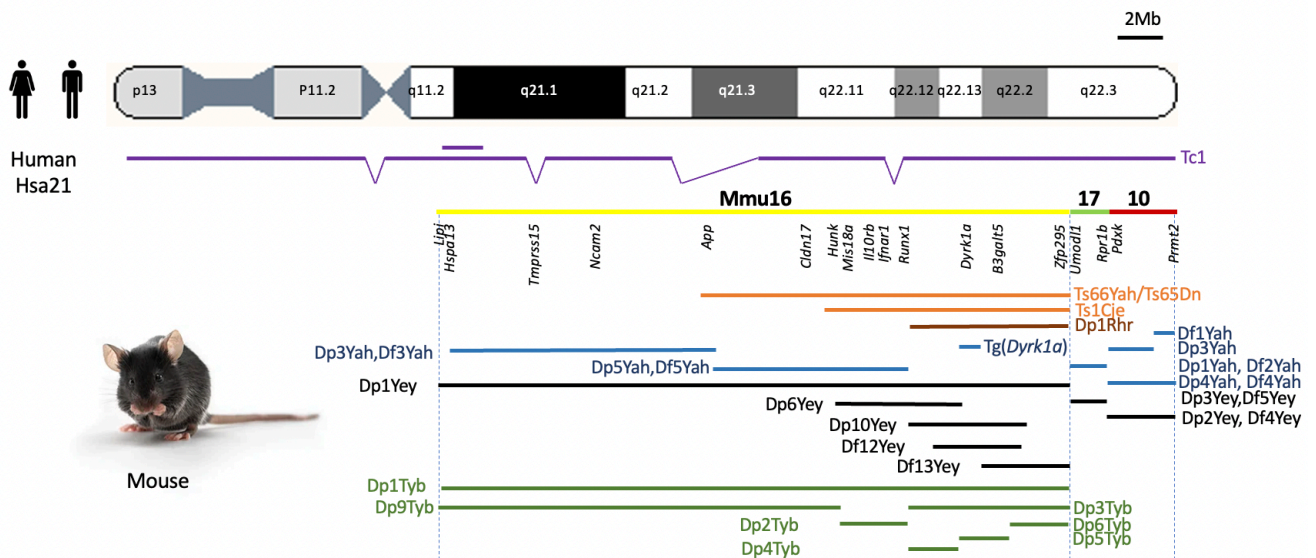 2Mb
p13 P11.2 q11.2 q21.1 q21.2 q21.3 q22.11 q22.12 q22.13 q22.2 q22.3
Human
Hsa21
Tc1
Mmu16 17 10
Lipi
Hspa13
Tmprss15
Ncam2
App
Cldn17
Hunk
Mis18a
Il10rb
Ifnar1
Runx1
Dyrk1a
B3galt5
Zfp295
Umodl1
Rpr1b
Pdxk
Prmt2
Ts66Yah/Ts65Dn
Ts1Cje
Dp1Rhr
Df1Yah
Dp3Yah,Df3Yah
Tg(Dyrk1a)
Dp3Yah
Dp5Yah,Df5Yah
Dp1Yah, Df2Yah
Dp1Yey
Dp4Yah, Df4Yah
Dp6Yey
Dp3Yey,Df5Yey
Dp10Yey
Dp2Yey, Df4Yey
Df12Yey
Df13Yey
Mouse
Dp1Tyb
Dp9Tyb
Dp3Tyb
Dp2Tyb
Dp6Tyb
Dp5Tyb
Dp4Tyb